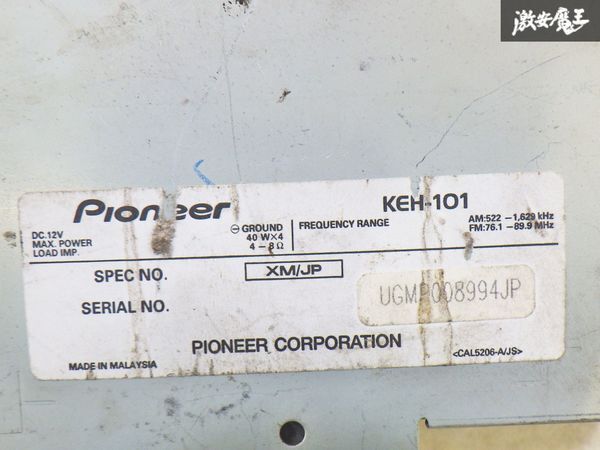 激安魔王
Pioneer KEH-101
DC.12V ⊖ GROUND FREQUENCY RANGE AM:522 －1,629 kHz
MAX. POWER 40 W×4 FM:76.1 －89.9 MHz
LOAD IMP. 4 － 8 Ω
SPEC NO. XM/JP
SERIAL NO. UGMP008994JP
PIONEER CORPORATION
MADE IN MALAYSIA <CAL5206-A/JS>